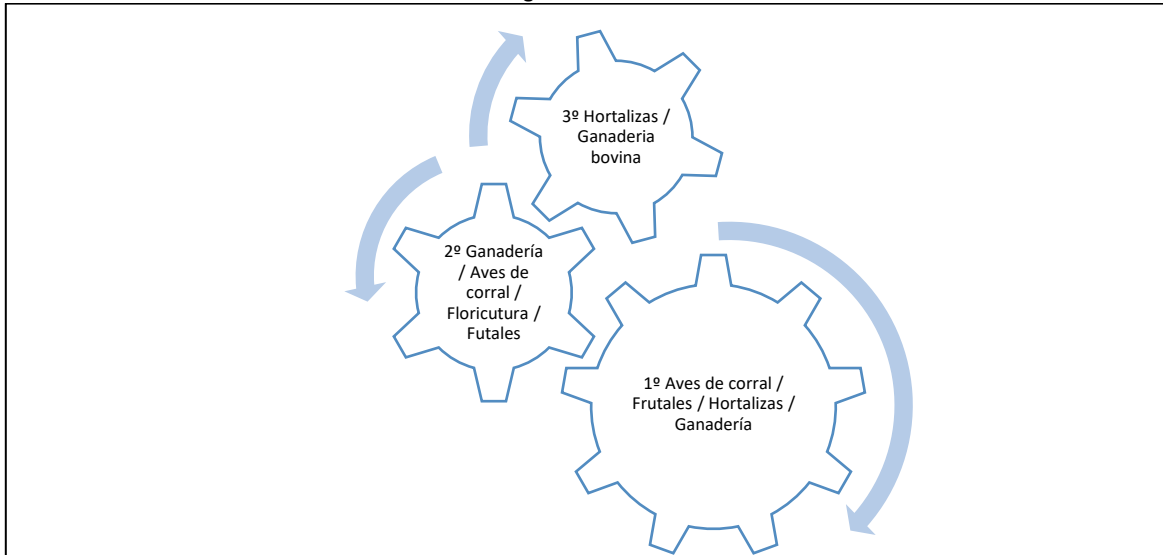 3º Hortalizas /
Ganaderia
bovina
2º Ganadería
/ Aves de
corral /
Floricutura /
Futales
1º Aves de corral /
Frutales / Hortalizas /
Ganadería